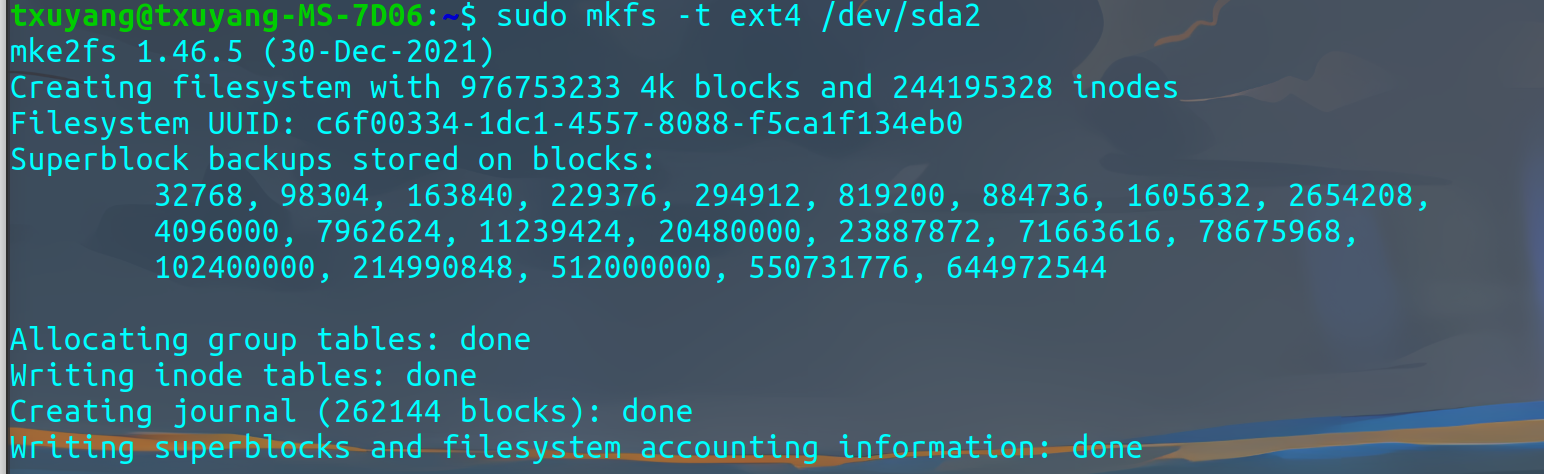 txuyang@txuyang-MS-7D06:~$ sudo mkfs -t ext4 /dev/sda2
mke2fs 1.46.5 (30-Dec-2021)
Creating filesystem with 976753233 4k blocks and 244195328 inodes
Filesystem UUID: c6f00334-1dc1-4557-8088-f5ca1f134eb0
Superblock backups stored on blocks:
        32768, 98304, 163840, 229376, 294912, 819200, 884736, 1605632, 2654208,
        4096000, 7962624, 11239424, 20480000, 23887872, 71663616, 78675968,
        102400000, 214990848, 512000000, 550731776, 644972544

Allocating group tables: done
Writing inode tables: done
Creating journal (262144 blocks): done
Writing superblocks and filesystem accounting information: done